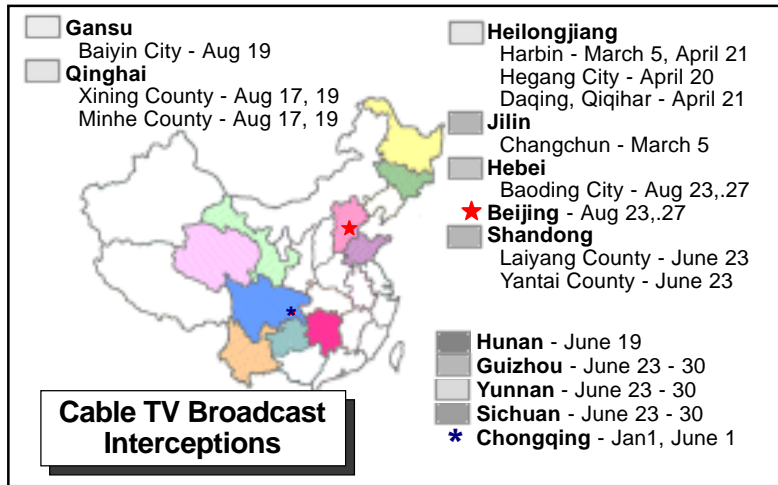 Gansu
Baiyin City - Aug 19
Qinghai
Xining County - Aug 17, 19
Minhe County - Aug 17, 19
Heilongjiang
Harbin - March 5, April 21
Hegang City - April 20
Daqing, Qiqihar - April 21
Jilin
Changchun - March 5
Hebei
Baoding City - Aug 23,.27
Beijing - Aug 23,.27
Shandong
Laiyang County - June 23
Yantai County - June 23
Hunan - June 19
Guizhou - June 23 - 30
Yunnan - June 23 - 30
Sichuan - June 23 - 30
* Chongqing - Jan1, June 1
Cable TV Broadcast
Interceptions